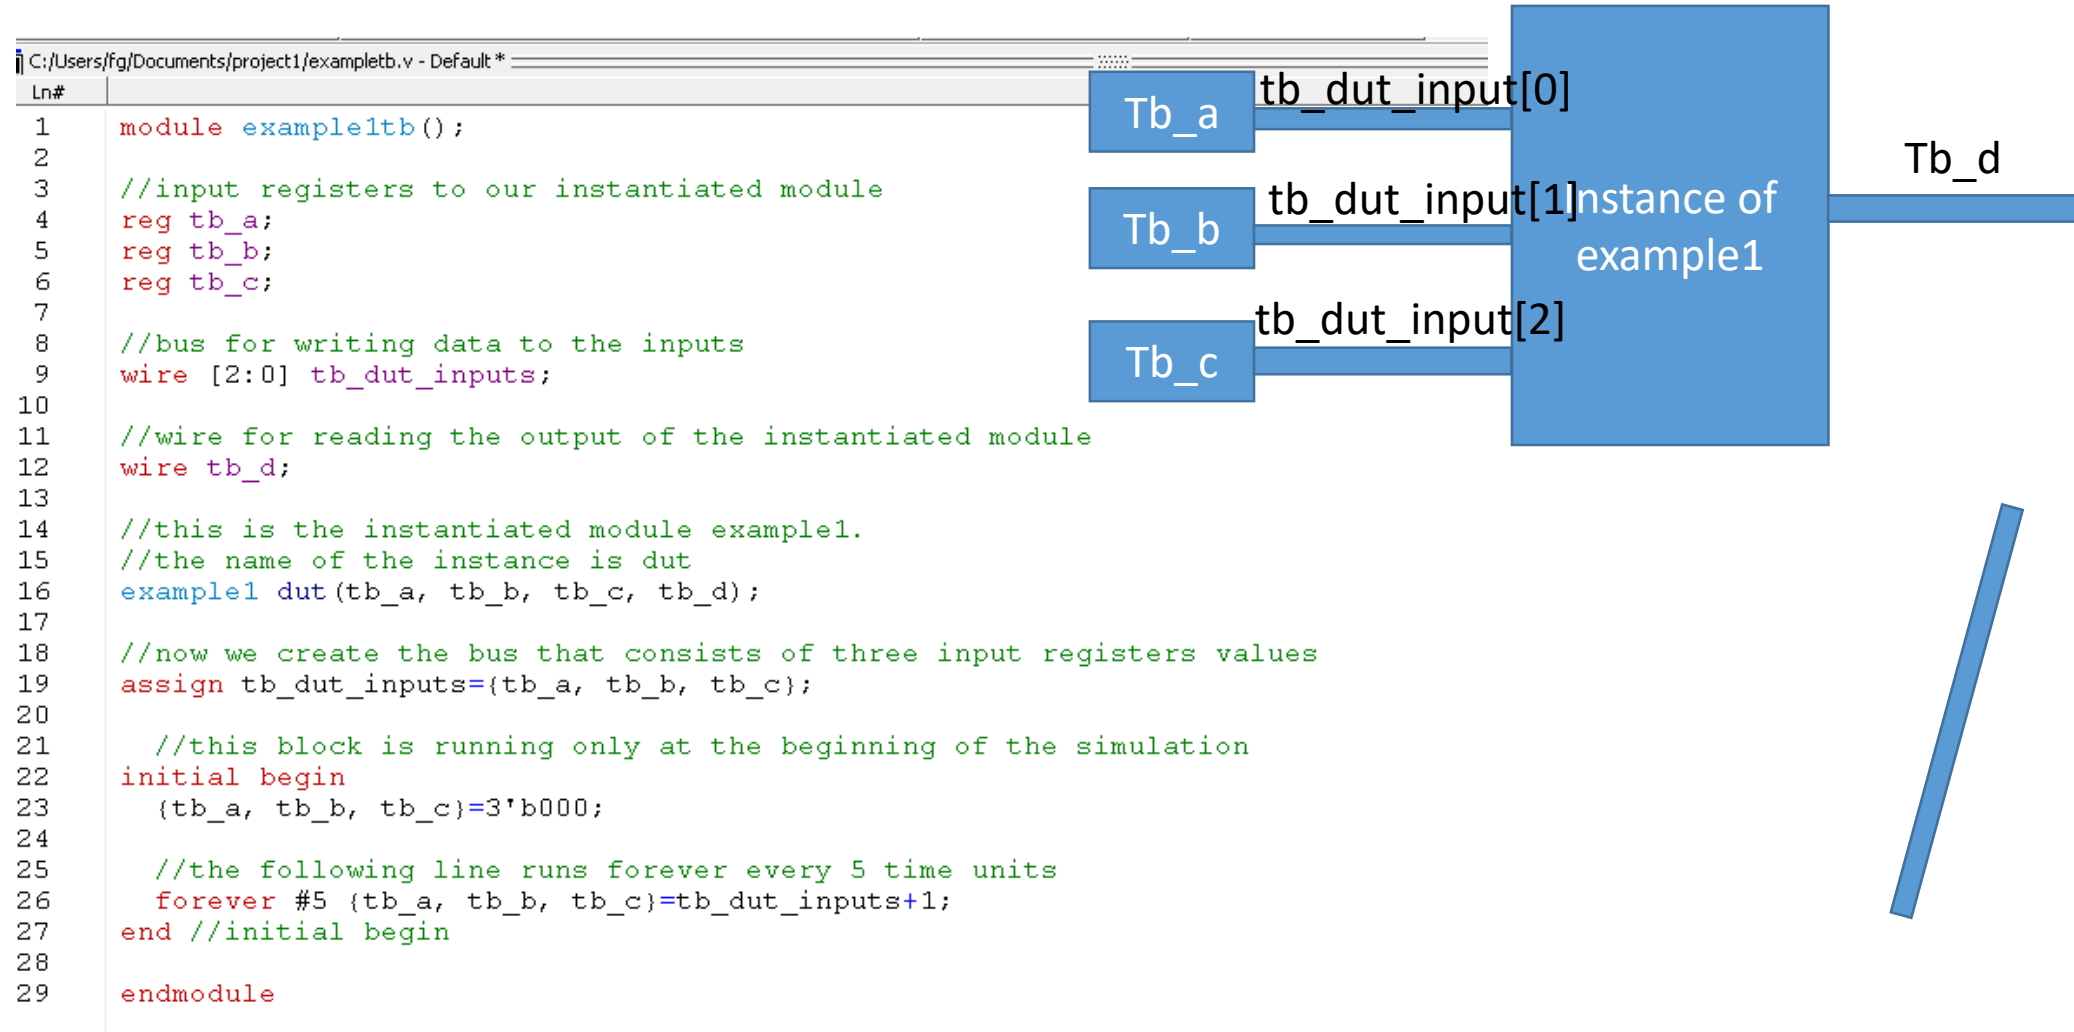 C:/Users/fg/Documents/project1/exampletb.v - Default *
Ln#
1 module example1tb();
2
3 //input registers to our instantiated module
4 reg tb_a;
5 reg tb_b;
6 reg tb_c;
7
8 //bus for writing data to the inputs
9 wire [2:0] tb_dut_inputs;
10
11 //wire for reading the output of the instantiated module
12 wire tb_d;
13
14 //this is the instantiated module example1.
15 //the name of the instance is dut
16 example1 dut(tb_a, tb_b, tb_c, tb_d);
17
18 //now we create the bus that consists of three input registers values
19 assign tb_dut_inputs={tb_a, tb_b, tb_c};
20
21 //this block is running only at the beginning of the simulation
22 initial begin
23 {tb_a, tb_b, tb_c}=3'b000;
24
25 //the following line runs forever every 5 time units
26 forever #5 {tb_a, tb_b, tb_c}=tb_dut_inputs+1;
27 end //initial begin
28
29 endmodule
Tb_a
tb_dut_input[0]
Tb_b
tb_dut_input[1]
Tb_c
tb_dut_input[2]
Instance of
example1
Tb_d